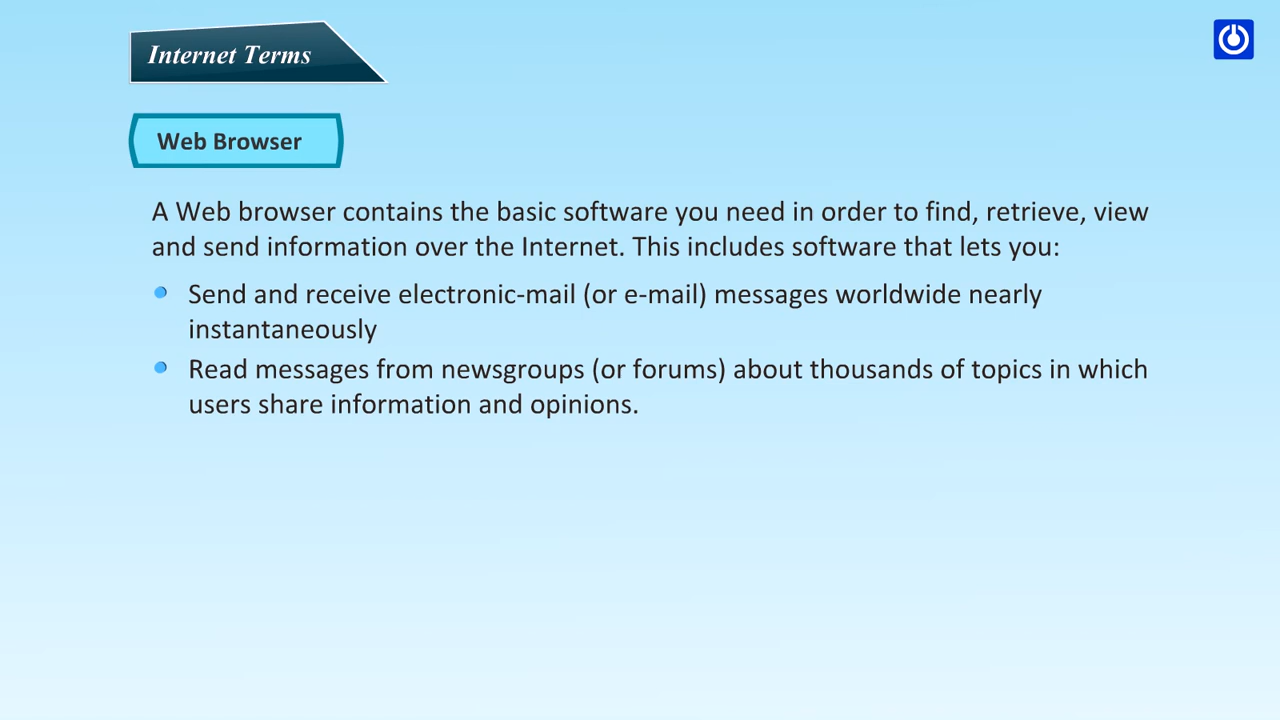 Internet Terms
Web Browser
A Web browser contains the basic software you need in order to find, retrieve, view
and send information over the Internet. This includes software that lets you:
Send and receive electronic-mail (or e-mail) messages worldwide nearly
instantaneously
Read messages from newsgroups (or forums) about thousands of topics in which
users share information and opinions.